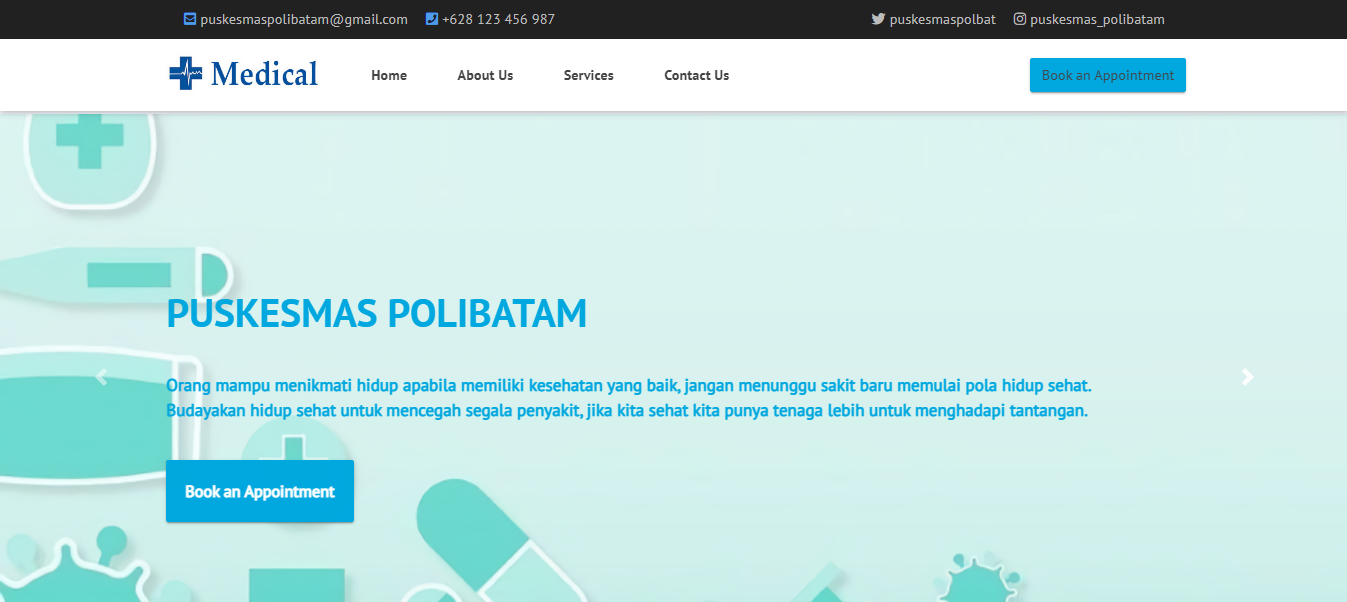 puskesmaspolibatam@gmail.com +628 123 456 987 puskesmaspolbat puskesmas_polibatam
Medical Home About Us Services Contact Us Book an Appointment
PUSKESMAS POLIBATAM
Orang mampu menikmati hidup apabila memiliki kesehatan yang baik, jangan menunggu sakit baru memulai pola hidup sehat.
Budayakan hidup sehat untuk mencegah segala penyakit, jika kita sehat kita punya tenaga lebih untuk menghadapi tantangan.
Book an Appointment